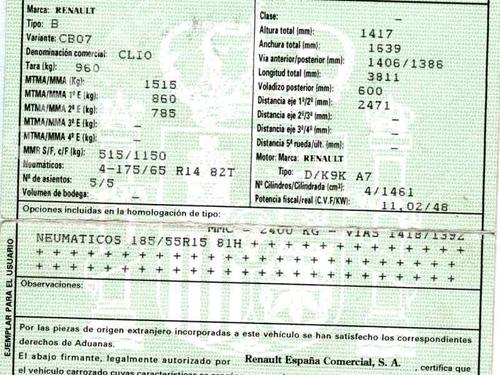 Marca: RENAULT
Tipo: B
Variante: CB07
Denominación comercial: CLIO
Tara (kg): 960
MTMA/MMA (Kg): 1515
MTMA/MMA 1º E (kg): 860
MTMA/MMA 2º E (kg): 785
MTMA/MMA 3º E (kg): –
MTMA/MMA 4º E (kg): –
MMR S/F, c/F (kg): 515/1150
Neumáticos: 4-175/65 R14 82T
Nº de asientos: 5/5
Volumen de bodega: –
Clase: –
Altura total (mm): 1417
Anchura total (mm): 1639
Vía anterior/posterior (mm): 1406/1386
Longitud total (mm): 3811
Voladizo posterior (mm): 600
Distancia eje 1º/2º (mm): 2471
Distancia eje 2º/3º (mm): –
Distancia eje 3º/4º (mm): –
Distancia 5ª rueda/últ. (mm): –
Motor: Marca: RENAULT
Tipo: D/K9K A7
Nº Cilindros/Cilindrada (cm³): 4/1461
Potencia fiscal/real (C.V.F/KW): 11,02/48
Opciones incluidas en la homologación de tipo:
MMC - 2400 KG - VIAS 1418/1392
NEUMATICOS 185/55R15 81H + + + + + + + + + + + + + +
+ + + + + + + + + + + + + + + + + + + + + + + + + +
+ + + + + + + + + + + + + + + + + + + + + + + + + +
Observaciones:
EJEMPLAR PARA EL USUARIO
Por las piezas de origen extranjero incorporadas a este vehículo se han satisfecho los correspondientes
derechos de Aduanas.
El abajo firmante, legalmente autorizado por Renault España Comercial, S. A. , certifica que
el vehículo carrozado cuyas características